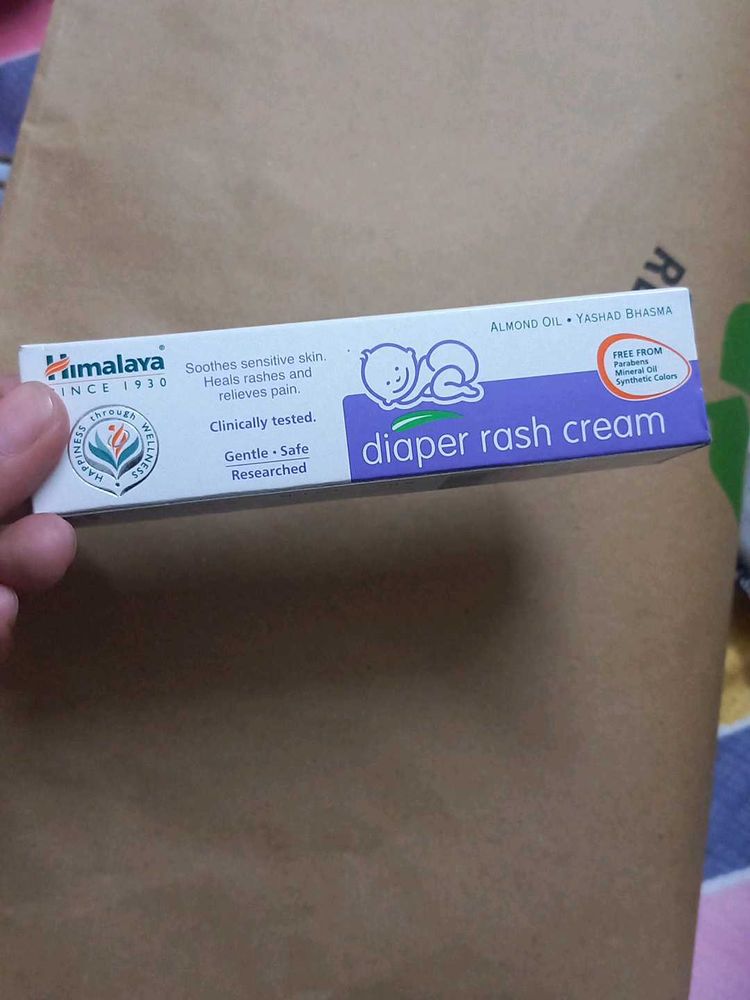 Himalaya®
SINCE 1930
HAPPINESS through WELLNESS
Soothes sensitive skin.
Heals rashes and
relieves pain.
Clinically tested.
Gentle • Safe
Researched
ALMOND OIL • YASHAD BHASMA
FREE FROM
Parabens
Mineral Oil
Synthetic Colors
diaper rash cream